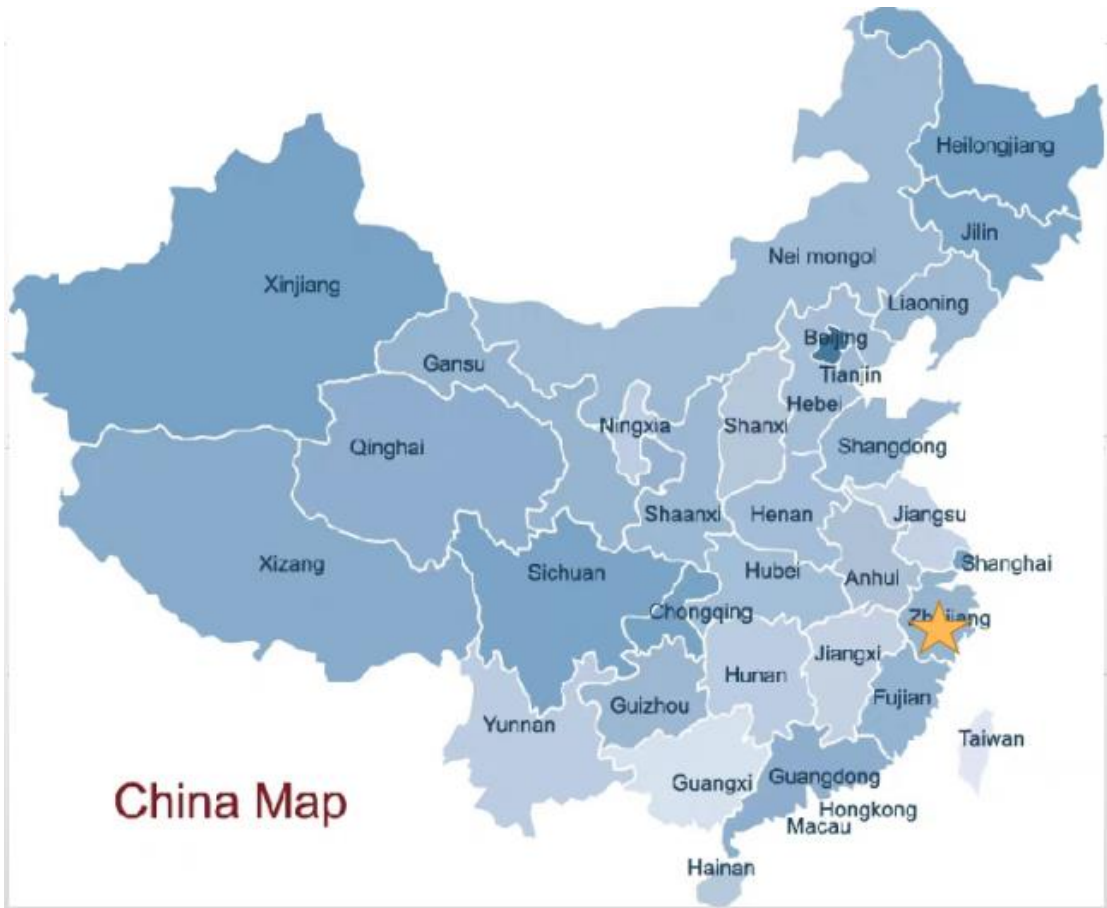 Heilongjiang
Jilin
Nei mongol
Xinjiang
Liaoning
Beijing
Gansu
Tianjin
Hebei
Ningxia
Shanxi
Qinghai
Shangdong
Shaanxi
Henan
Jiangsu
Xizang
Sichuan
Hubei
Anhui
Shanghai
Chongqing
Jiangxi
Hunan
Guizhou
Fujian
Yunnan
Taiwan
Guangxi
Guangdong
China Map
Hongkong
Macau
Hainan